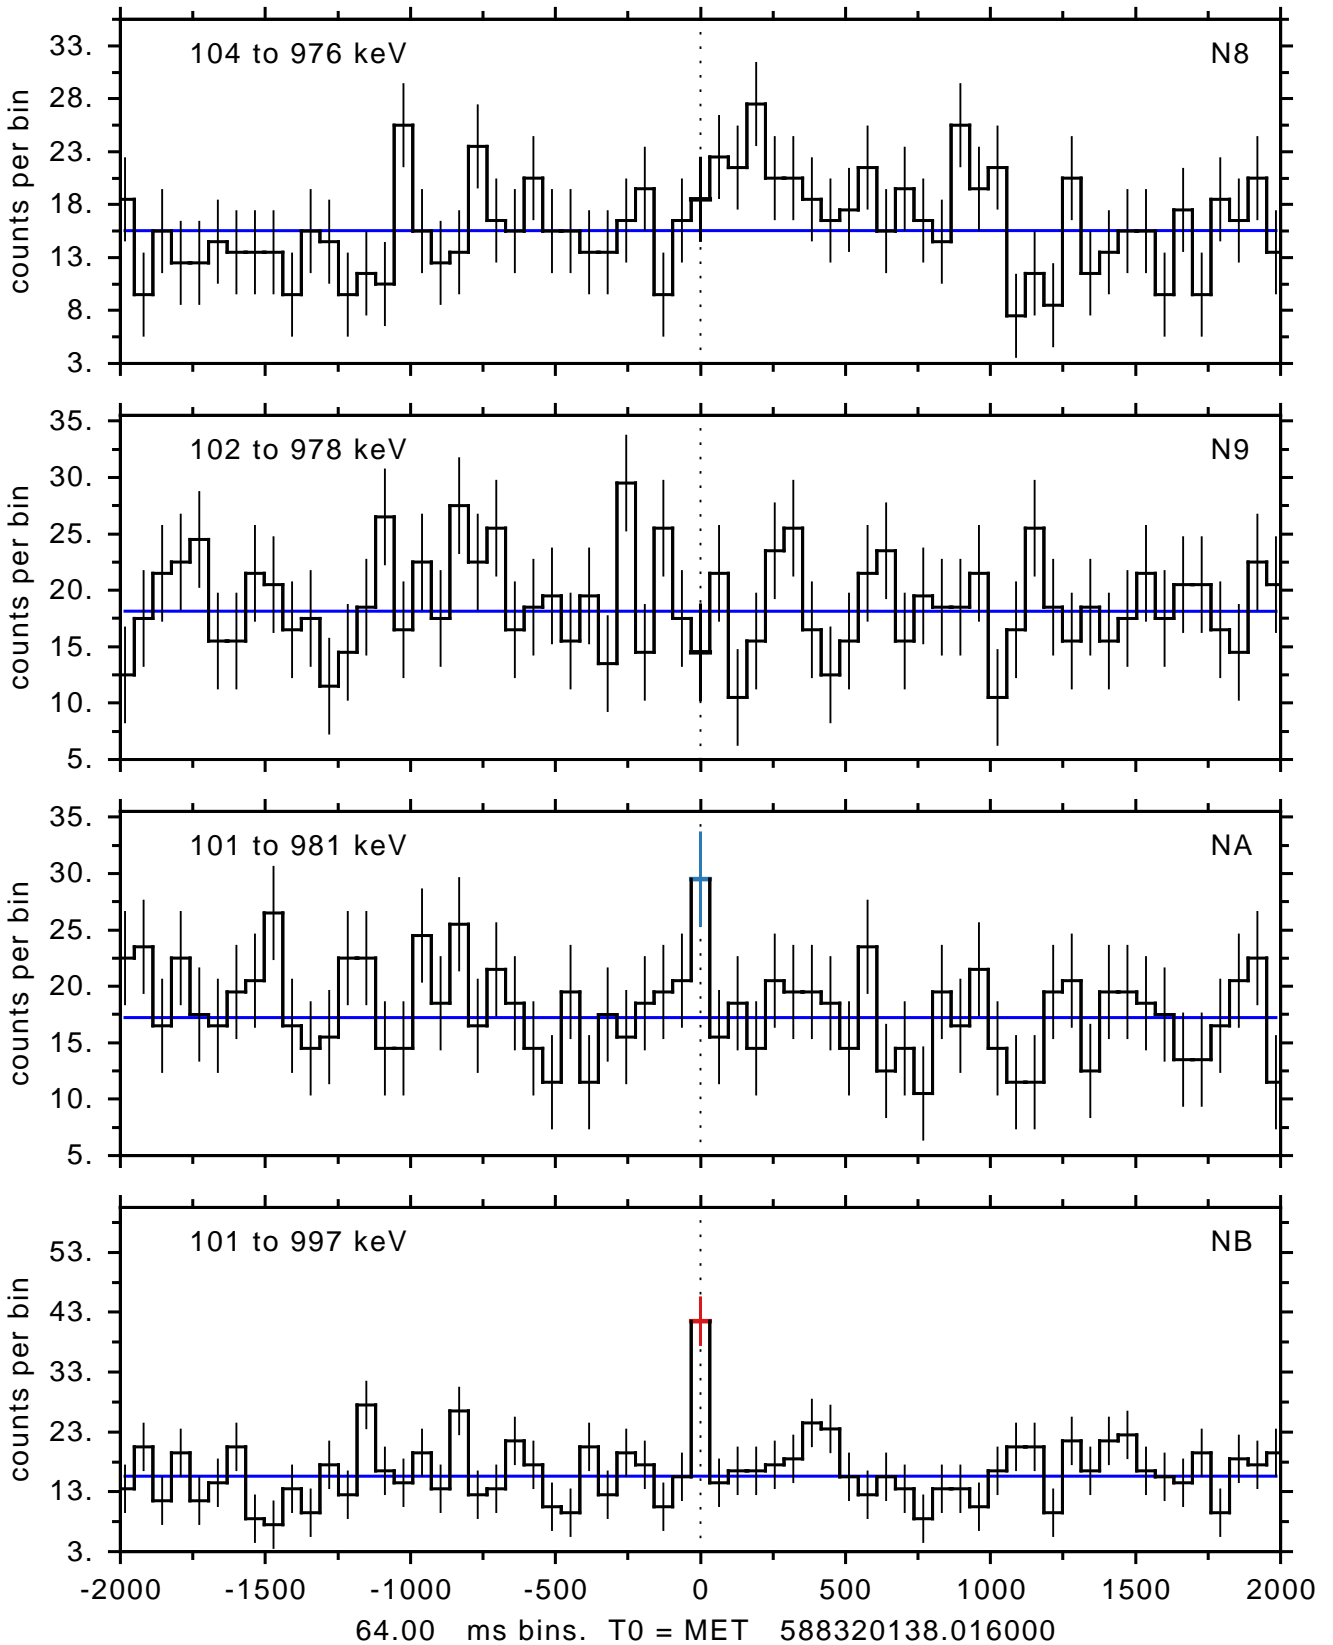 104 to 976 keV N8
33.
28.
23.
18.
13.
8.
3.
counts per bin
102 to 978 keV N9
35.
30.
25.
20.
15.
10.
5.
counts per bin
101 to 981 keV NA
35.
30.
25.
20.
15.
10.
5.
counts per bin
101 to 997 keV NB
53.
43.
33.
23.
13.
3.
counts per bin
-2000 -1500 -1000 -500 0 500 1000 1500 2000
64.00 ms bins. T0 = MET 588320138.016000